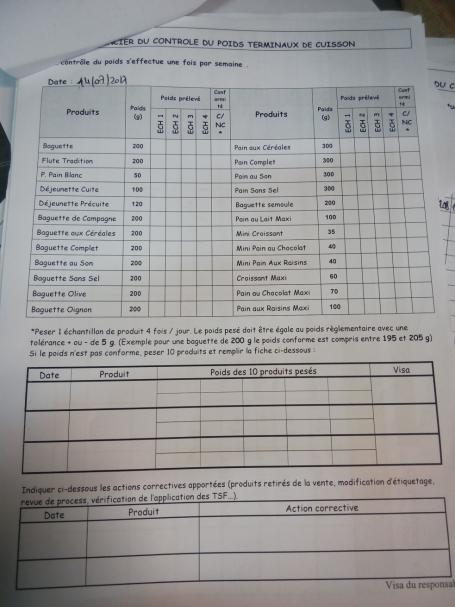 CIER DU CONTROLE DU POIDS TERMINAUX DE CUISSON
contrôle du poids s'effectue une fois par semaine.
Date : 14/07/2017
Produits Poids (g) Poids prélevé Conformité Produits Poids (g) Poids prélevé Conformité
ECH 1 ECH 2 ECH 3 ECH 4 C/NC * ECH 1 ECH 2 ECH 3 ECH 4 C/NC *
Baguette 200 Pain aux Céréales 300
Flute Tradition 200 Pain Complet 300
P. Pain Blanc 50 Pain au Son 300
Déjeunette Cuite 100 Pain Sans Sel 300
Déjeunette Précuite 120 Baguette semoule 200
Baguette de Campagne 200 Pain au Lait Maxi 100
Baguette aux Céréales 200 Mini Croissant 35
Baguette Complet 200 Mini Pain au Chocolat 40
Baguette au Son 200 Mini Pain Aux Raisins 40
Baguette Sans Sel 200 Croissant Maxi 60
Baguette Olive 200 Pain au Chocolat Maxi 70
Baguette Oignon 200 Pain aux Raisins Maxi 100
*Peser 1 échantillon de produit 4 fois / jour. Le poids pesé doit être égale au poids règlementaire avec une
tolérance + ou - de 5 g. (Exemple pour une baguette de 200 g le poids conforme est compris entre 195 et 205 g)
Si le poids n'est pas conforme, peser 10 produits et remplir la fiche ci-dessous :
Date Produit Poids des 10 produits pesés Visa
Indiquer ci-dessous les actions correctives apportées (produits retirés de la vente, modification d'étiquetage,
revue de process, vérification de l'application des TSF...).
Date Produit Action corrective
Visa du responsa
DU C